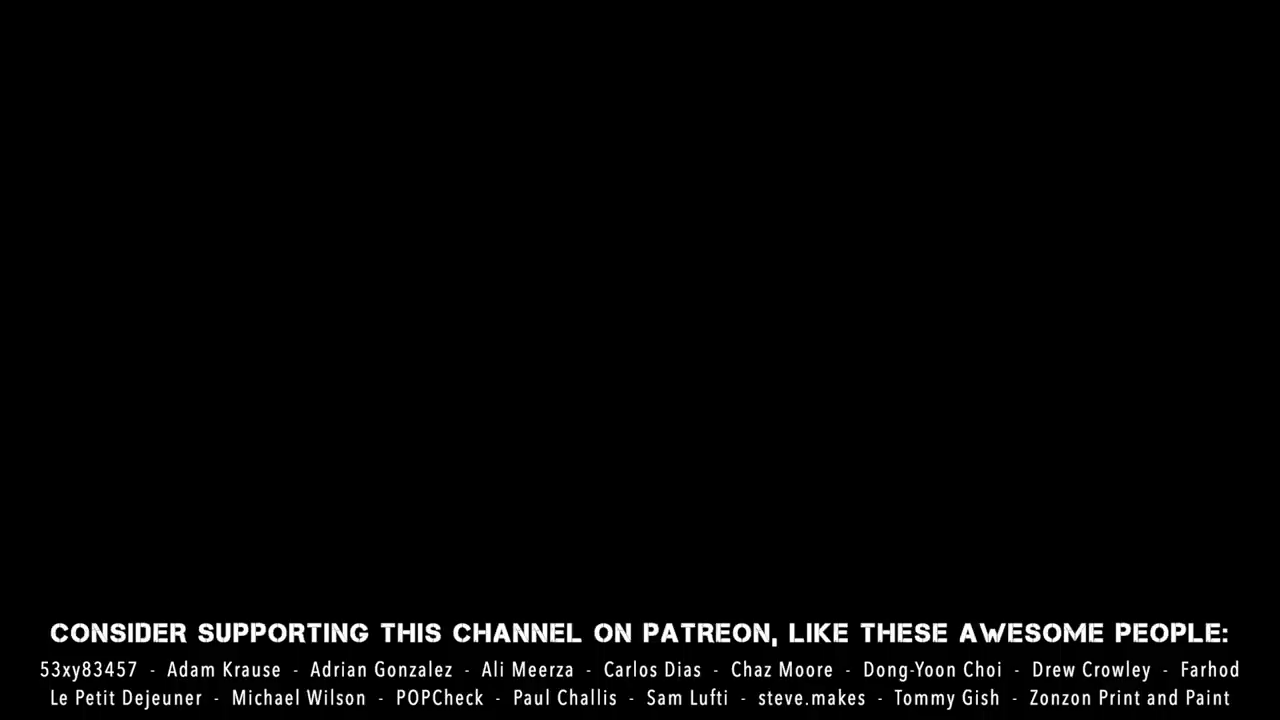 CONSIDER SUPPORTING THIS CHANNEL ON PATREON, LIKE THESE AWESOME PEOPLE:
53xy83457 - Adam Krause - Adrian Gonzalez - Ali Meerza - Carlos Dias - Chaz Moore - Dong-Yoon Choi - Drew Crowley - Farhod
Le Petit Dejeuner - Michael Wilson - POPCheck - Paul Challis - Sam Lufti - steve.makes - Tommy Gish - Zonzon Print and Paint